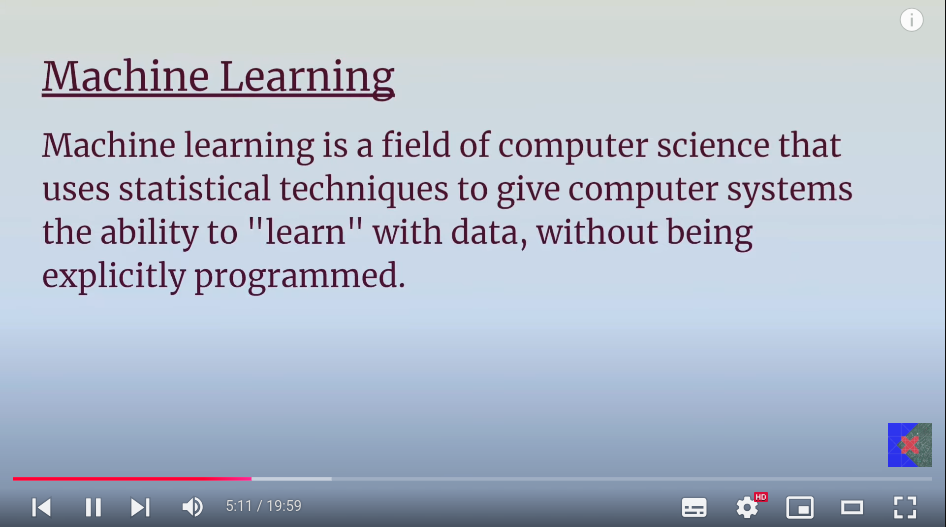 Machine Learning
Machine learning is a field of computer science that
uses statistical techniques to give computer systems
the ability to "learn" with data, without being
explicitly programmed.
5:11 / 19:59
HD